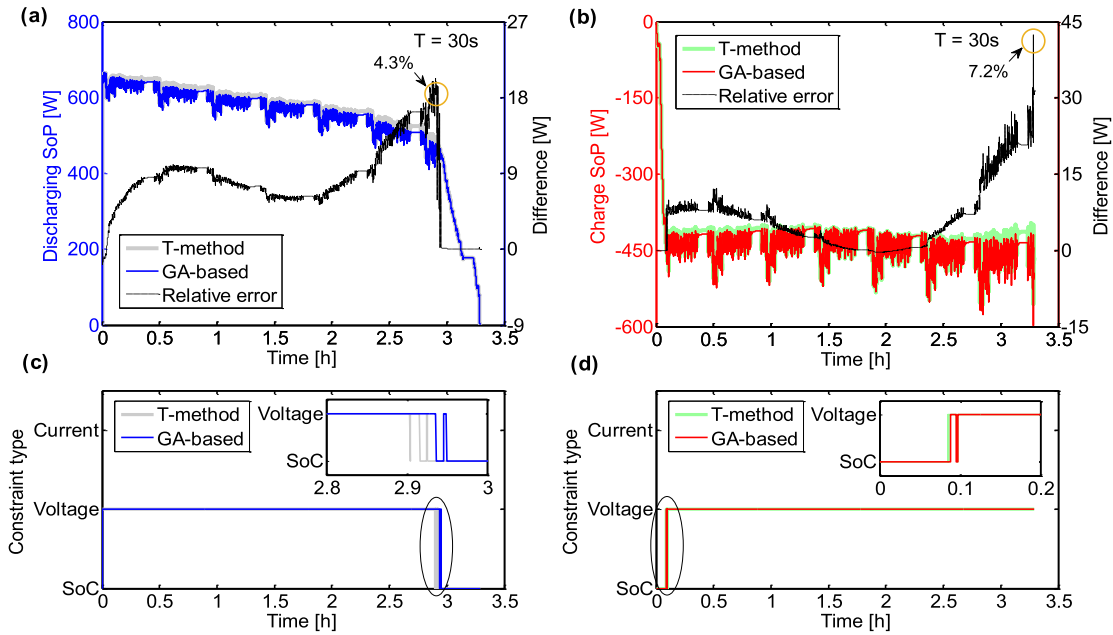 (a)
800
600
400
200
0
Discharging SoP [W]
27
18
9
0
-9
Difference [W]
T = 30s
4.3%
T-method
GA-based
Relative error
0 0.5 1 1.5 2 2.5 3 3.5
Time [h]
(b)
0
-150
-300
-450
-600
Charge SoP [W]
45
30
15
0
-15
Difference [W]
T = 30s
7.2%
T-method
GA-based
Relative error
0 0.5 1 1.5 2 2.5 3 3.5
Time [h]
(c)
Constraint type
Current
Voltage
SoC
T-method
GA-based
Voltage
SoC
2.8 2.9 3
0 0.5 1 1.5 2 2.5 3 3.5
Time [h]
(d)
Constraint type
Current
Voltage
SoC
T-method
GA-based
Voltage
SoC
0 0.1 0.2
0 0.5 1 1.5 2 2.5 3 3.5
Time [h]